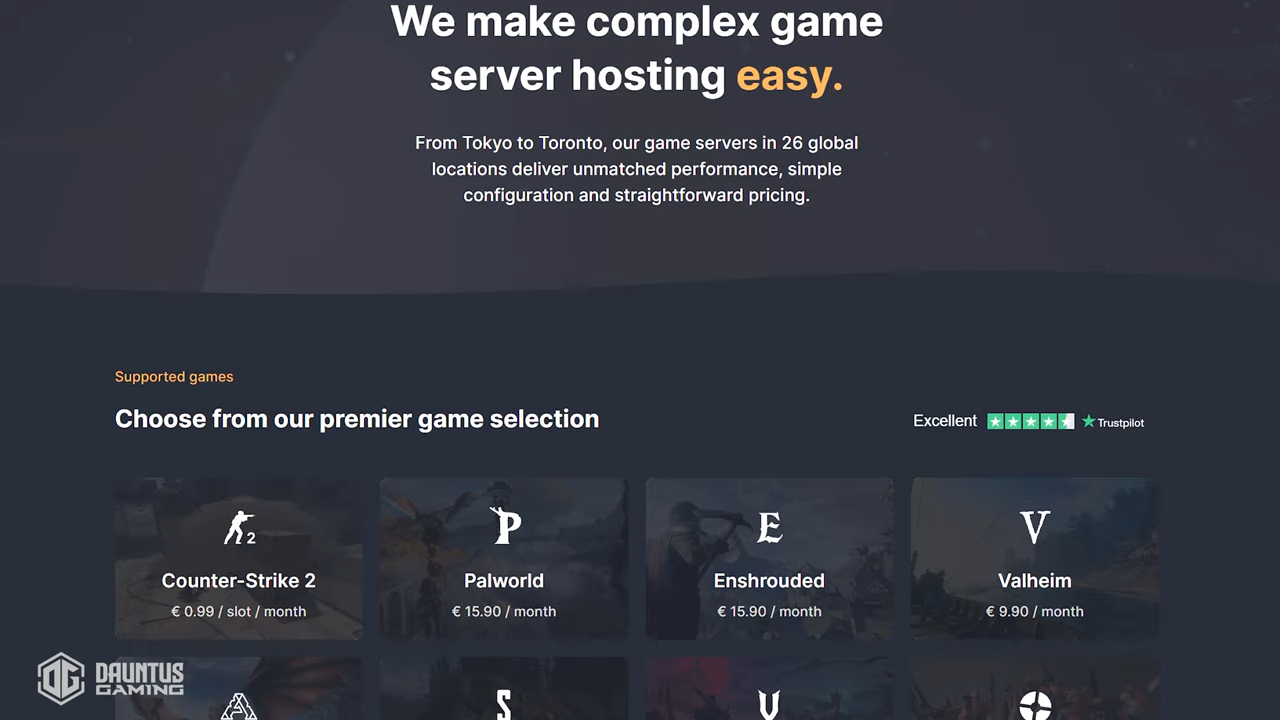 We make complex game
server hosting easy.
From Tokyo to Toronto, our game servers in 26 global
locations deliver unmatched performance, simple
configuration and straightforward pricing.
Supported games
Choose from our premier game selection
Excellent Trustpilot
2
P
E
V
Counter-Strike 2
Palworld
Enshrouded
Valheim
€ 0.99 / slot / month
€ 15.90 / month
€ 15.90 / month
€ 9.90 / month
DG DAUNTUS
GAMING
A
S
V